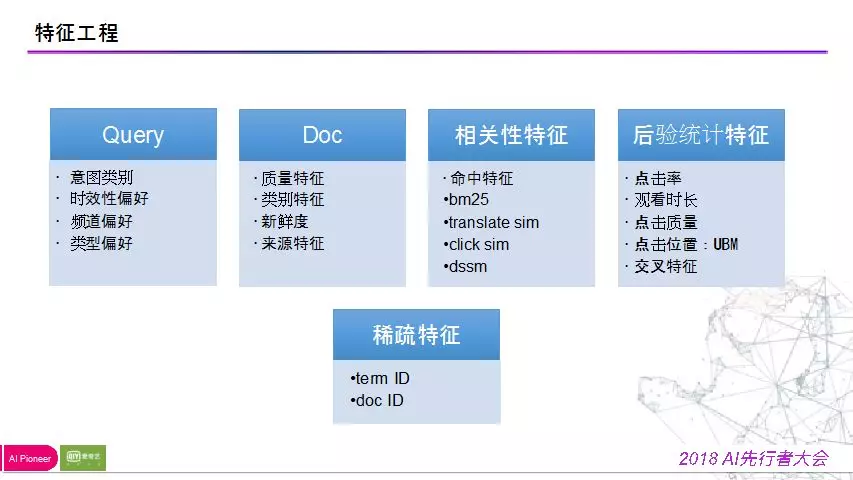 特征工程
Query
· 意图类别
· 时效性偏好
· 频道偏好
· 类型偏好
Doc
· 质量特征
· 类别特征
· 新鲜度
· 来源特征
相关性特征
· 命中特征
•bm25
•translate sim
•click sim
•dssm
后验统计特征
· 点击率
· 观看时长
· 点击质量
· 点击位置：UBM
· 交叉特征
稀疏特征
•term ID
•doc ID
AI Pioneer
QIY 爱奇艺
2018 AI先行者大会